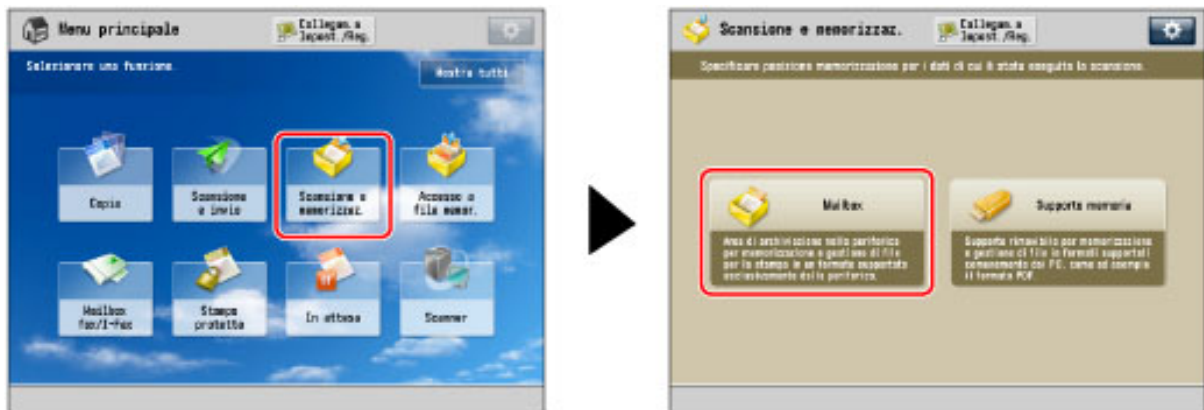 Menu principale
Collegam. a
Impost./Reg.
Selezionare una funzione.
Mostra tutti
Copia
Scansione
e invio
Scansione e
memorizzaz.
Accesso a
file memor.
Mailbox
fax/I-fax
Stampa
protetta
In attesa
Scanner
Scansione e memorizzaz.
Collegam. a
Impost./Reg.
Specificare posizione memorizzazione per i dati di cui è stata eseguita la scansione.
Mailbox
Area di archiviazione nella periferica
per memorizzazione e gestione di file
per la stampa in un formato supportato
esclusivamente dalla periferica.
Supporto memoria
Supporto rimovibile per memorizzazione
e gestione di file in formati supportati
comunemente dai PC, come ad esempio
il formato PDF.